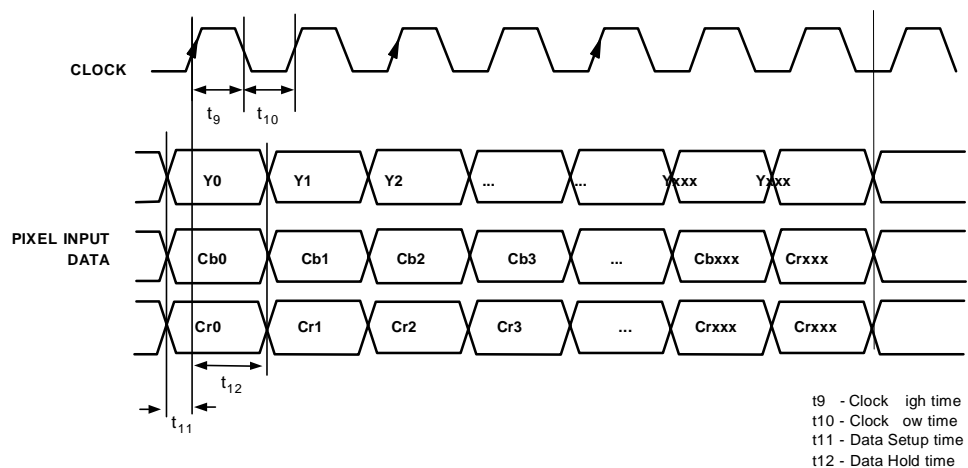 CLOCK
t9
t10
Y0 Y1 Y2 ... ... Yxxx Yxxx
PIXEL INPUT
DATA
Cb0 Cb1 Cb2 Cb3 ... Cbxxx Crxxx
Cr0 Cr1 Cr2 Cr3 ... Crxxx Crxxx
t12
t11
t9 - Clock igh time
t10 - Clock ow time
t11 - Data Setup time
t12 - Data Hold time